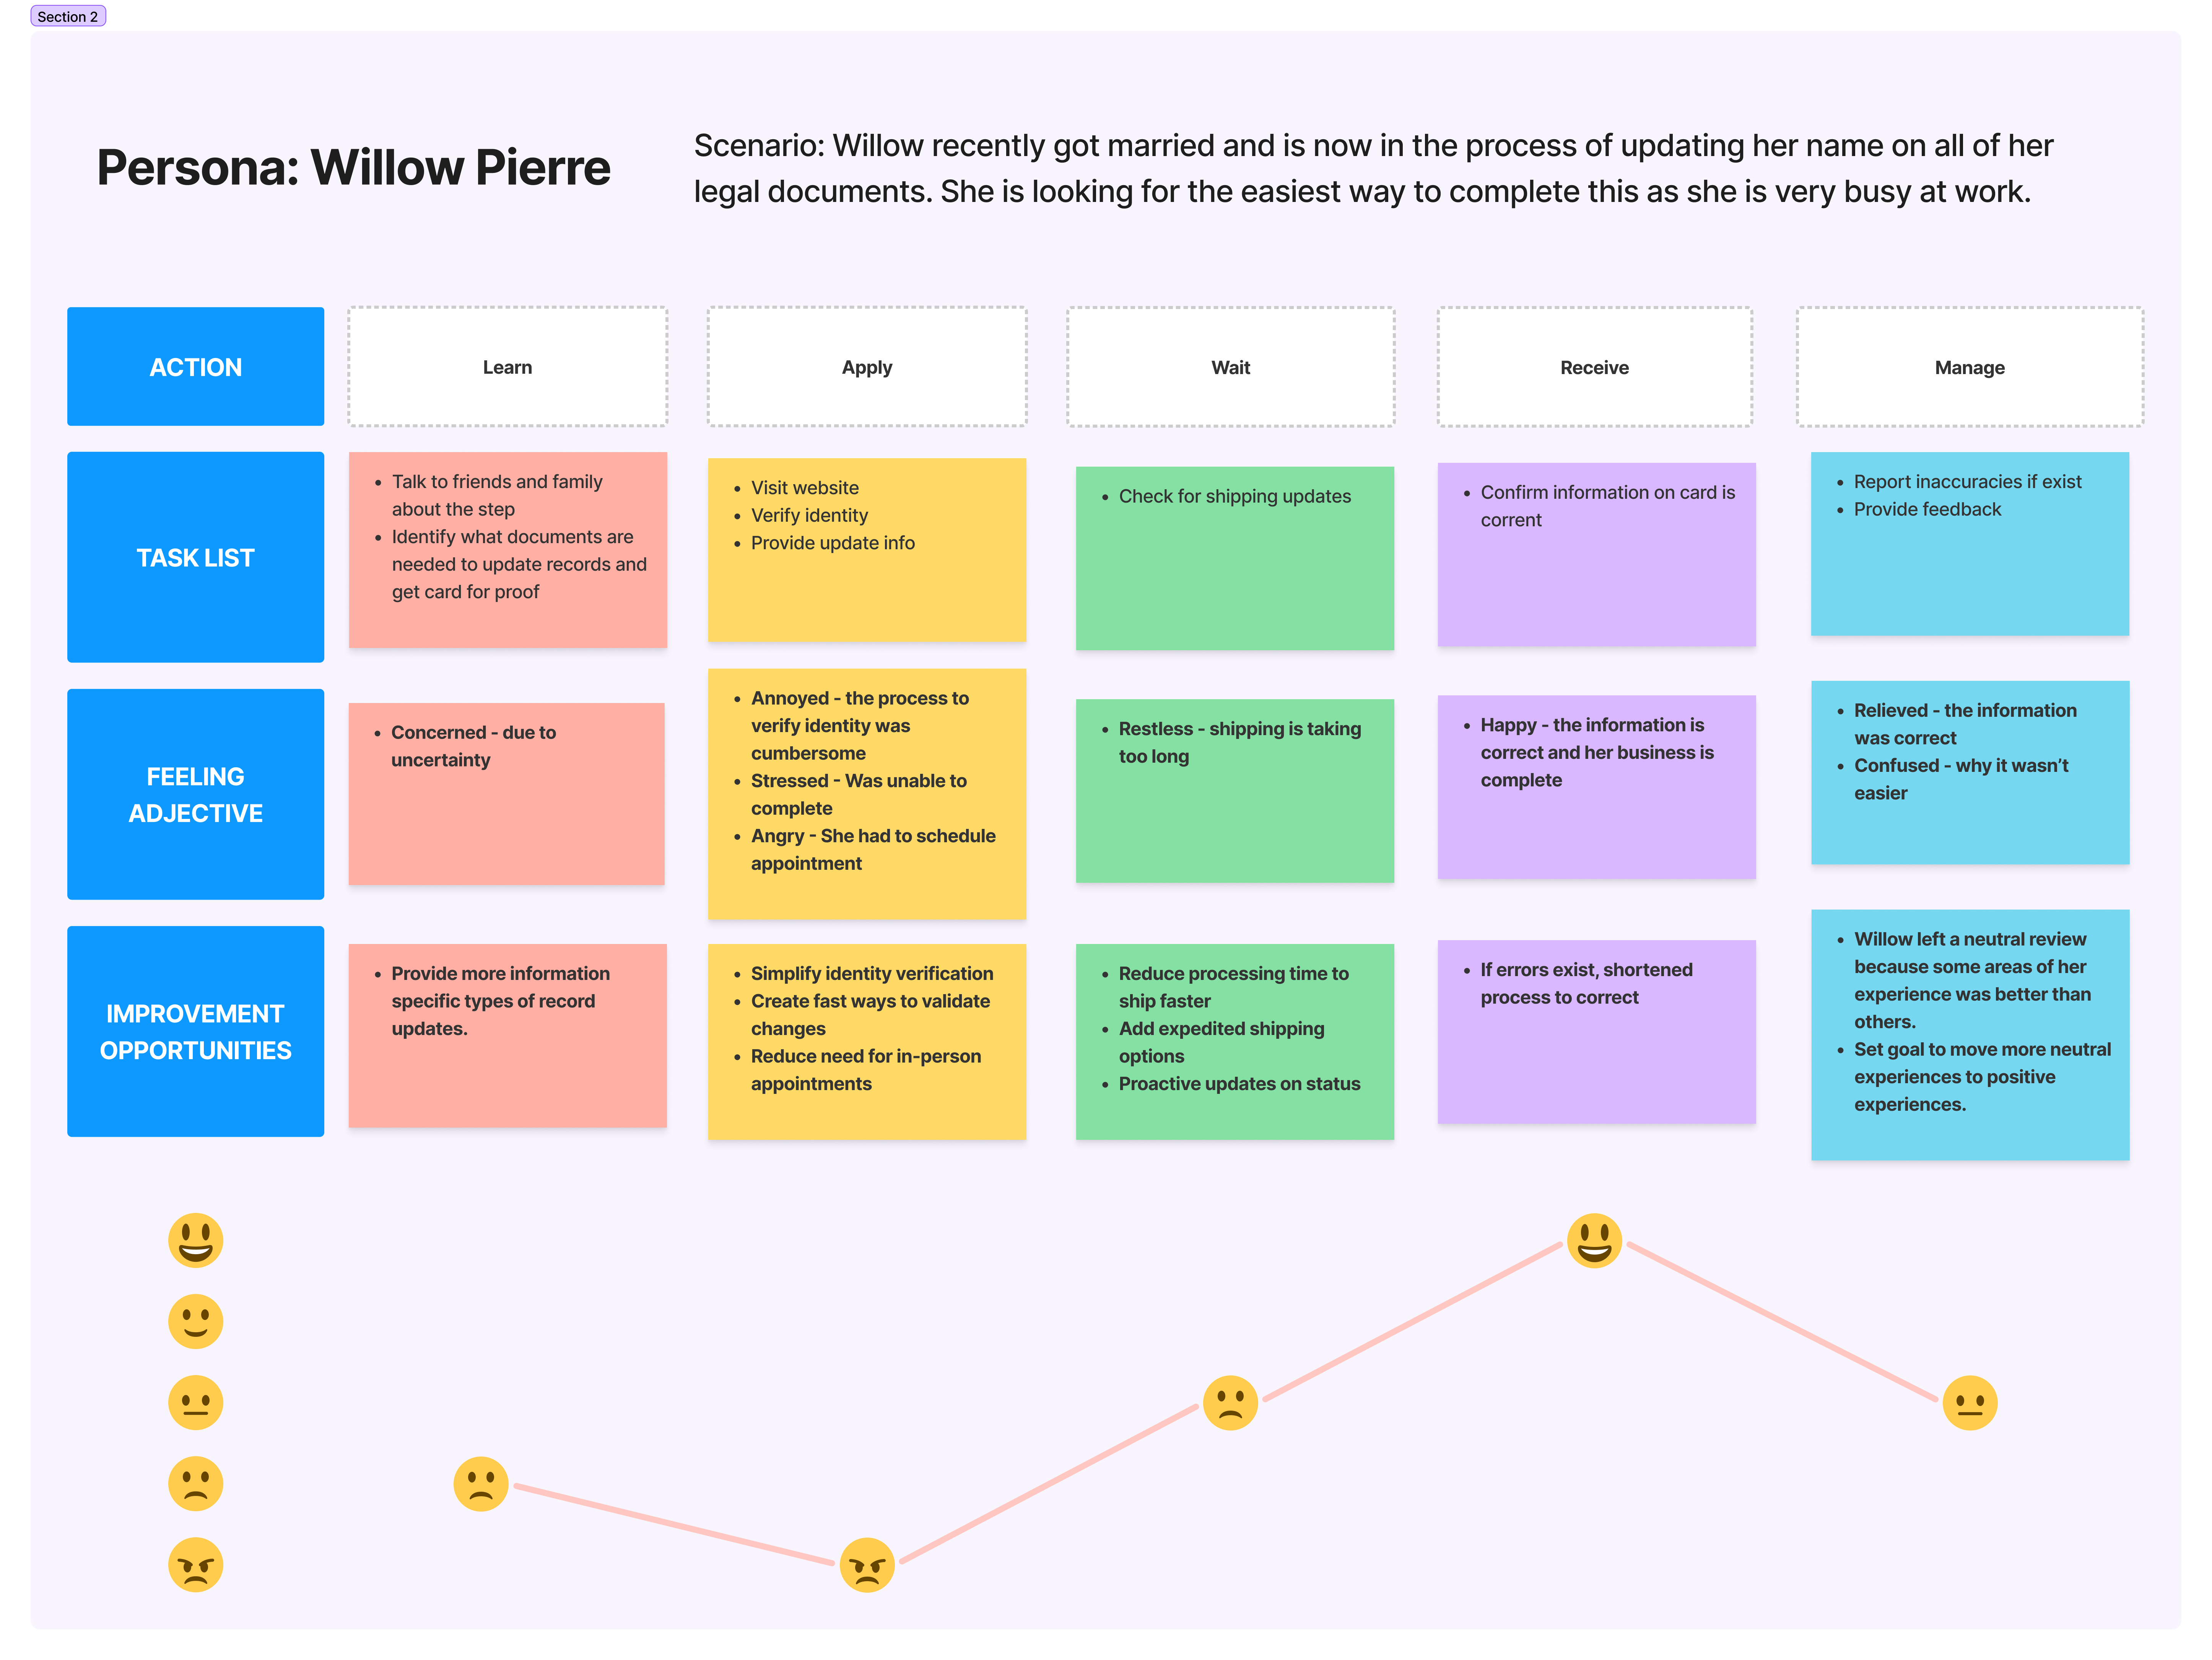 Section 2
Persona: Willow Pierre
Scenario: Willow recently got married and is now in the process of updating her name on all of her
legal documents. She is looking for the easiest way to complete this as she is very busy at work.
ACTION
Learn
Apply
Wait
Receive
Manage
TASK LIST
• Talk to friends and family
about the step
• Identify what documents are
needed to update records and
get card for proof
• Visit website
• Verify identity
• Provide update info
• Check for shipping updates
• Confirm information on card is
corrent
• Report inaccuracies if exist
• Provide feedback
FEELING
ADJECTIVE
• Concerned - due to
uncertainty
• Annoyed - the process to
verify identity was
cumbersome
• Stressed - Was unable to
complete
• Angry - She had to schedule
appointment
• Restless - shipping is taking
too long
• Happy - the information is
correct and her business is
complete
• Relieved - the information
was correct
• Confused - why it wasn’t
easier
IMPROVEMENT
OPPORTUNITIES
• Provide more information
specific types of record
updates.
• Simplify identity verification
• Create fast ways to validate
changes
• Reduce need for in-person
appointments
• Reduce processing time to
ship faster
• Add expedited shipping
options
• Proactive updates on status
• If errors exist, shortened
process to correct
• Willow left a neutral review
because some areas of her
experience was better than
others.
• Set goal to move more neutral
experiences to positive
experiences.